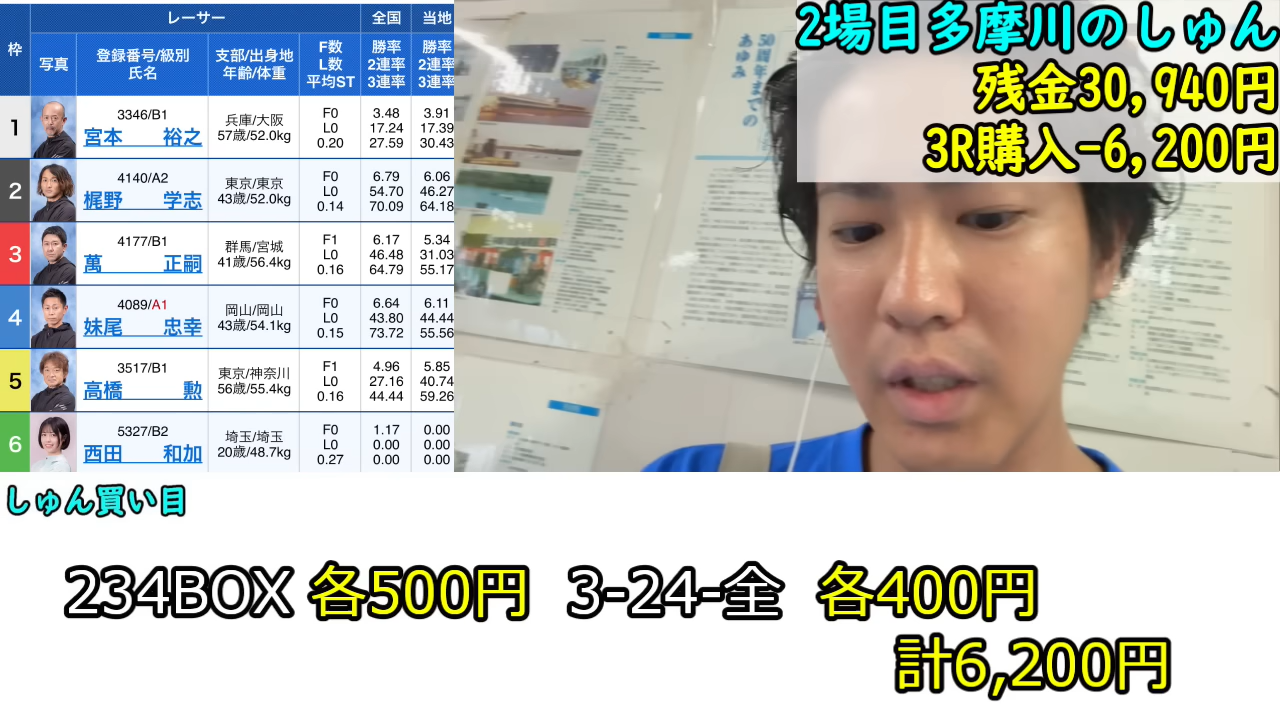 レーサー 全国 当地
枠 写真 登録番号/級別 氏名 支部/出身地 年齢/体重 F数 L数 平均ST 勝率 2連率 3連率 勝率 2連率 3連率
1 3346/B1 宮本 裕之 兵庫/大阪 57歳/52.0kg F0 L0 0.20 3.48 17.24 27.59 3.91 17.39 30.43
2 4140/A2 梶野 学志 東京/東京 43歳/52.0kg F0 L0 0.14 6.79 54.70 70.09 6.06 46.27 64.18
3 4177/B1 萬 正嗣 群馬/宮城 41歳/56.4kg F1 L0 0.16 6.17 46.48 64.79 5.34 31.03 55.17
4 4089/A1 妹尾 忠幸 岡山/岡山 43歳/54.1kg F0 L0 0.15 6.64 43.80 73.72 6.11 44.44 55.56
5 3517/B1 高橋 勲 東京/神奈川 56歳/55.4kg F1 L0 0.16 4.96 27.16 44.44 5.85 40.74 59.26
6 5327/B2 西田 和加 埼玉/埼玉 20歳/48.7kg F0 L0 0.27 1.17 0.00 0.00 0.00 0.00 0.00
50周年までの
あゆみ
2場目多摩川のしゅん
残金30,940円
3R購入-6,200円
しゅん買い目
234BOX 各500円 3-24-全 各400円
計6,200円